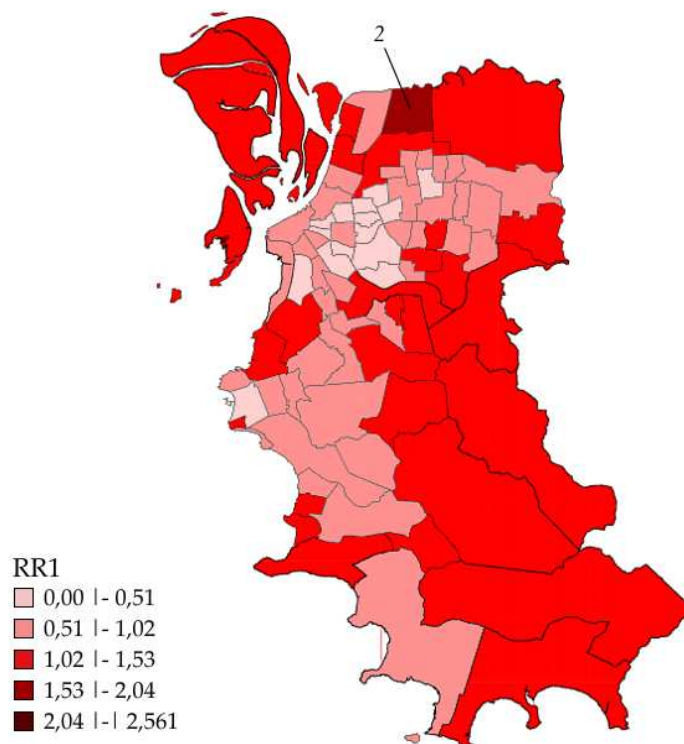 2
RR1
0,00 |- 0,51
0,51 |- 1,02
1,02 |- 1,53
1,53 |- 2,04
2,04 |-| 2,561